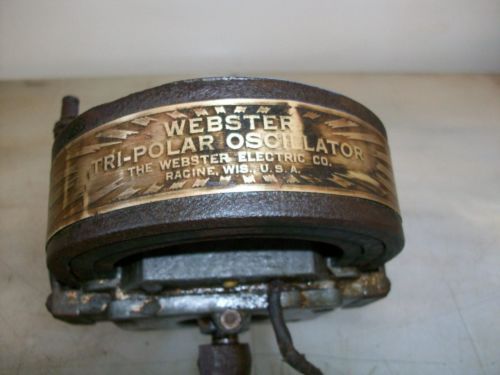 WEBSTER
TRI-POLAR OSCILLATOR
THE WEBSTER ELECTRIC CO.
RACINE, WIS., U.S.A.